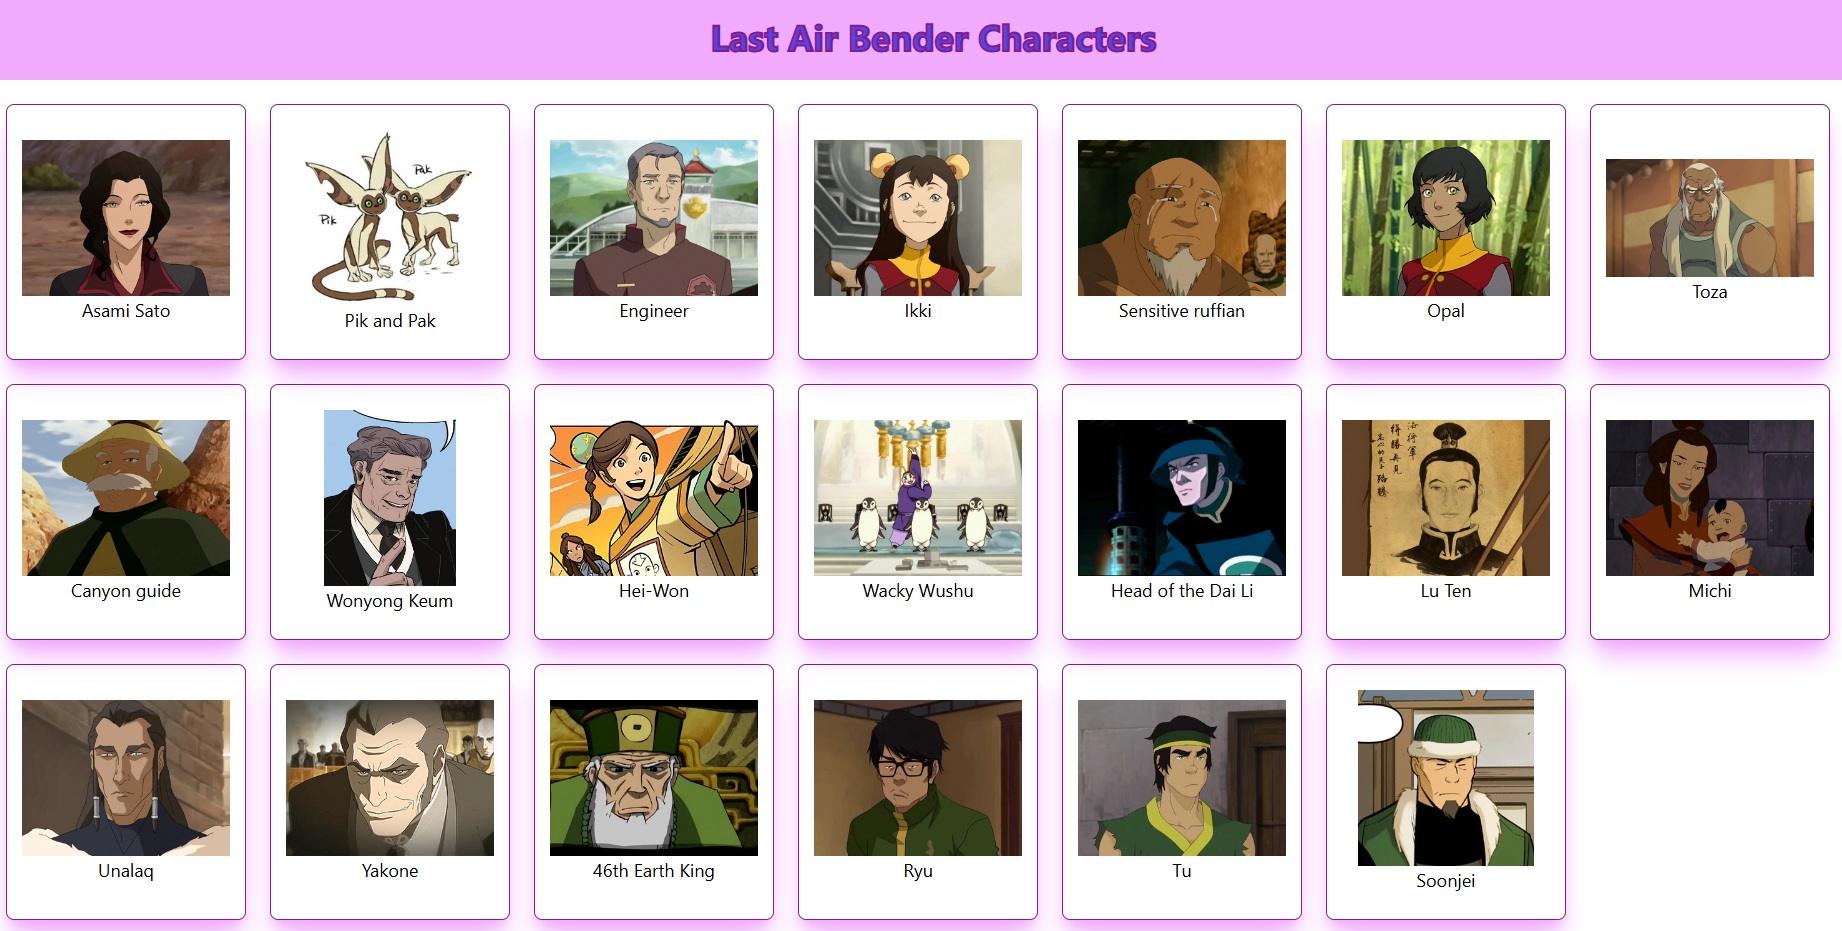 Last Air Bender Characters
Pik
Pak
Asami Sato
Pik and Pak
Engineer
Ikki
Sensitive ruffian
Opal
Toza
Canyon guide
Wonyong Keum
Hei-Won
Wacky Wushu
Head of the Dai Li
Lu Ten
Michi
Unalaq
Yakone
46th Earth King
Ryu
Tu
Soonjei